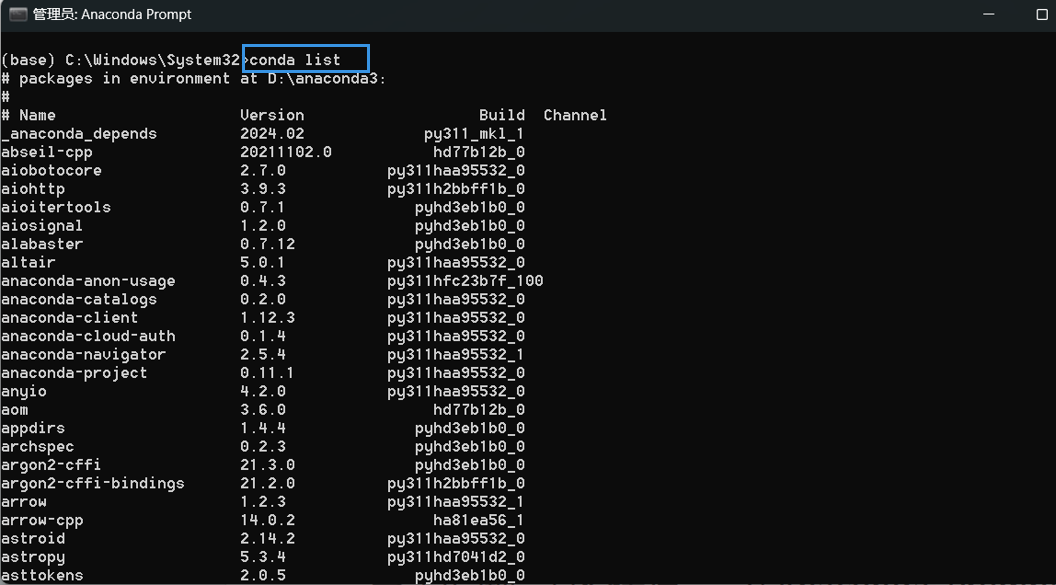 管理员: Anaconda Prompt
(base) C:\Windows\System32>conda list
# packages in environment at D:\anaconda3:
#
# Name Version Build Channel
_anaconda_depends 2024.02 py311_mkl_1
abseil-cpp 20211102.0 hd77b12b_0
aiobotocore 2.7.0 py311haa95532_0
aiohttp 3.9.3 py311h2bbff1b_0
aioitertools 0.7.1 pyhd3eb1b0_0
aiosignal 1.2.0 pyhd3eb1b0_0
alabaster 0.7.12 pyhd3eb1b0_0
altair 5.0.1 py311haa95532_0
anaconda-anon-usage 0.4.3 py311hfc23b7f_100
anaconda-catalogs 0.2.0 py311haa95532_0
anaconda-client 1.12.3 py311haa95532_0
anaconda-cloud-auth 0.1.4 py311haa95532_0
anaconda-navigator 2.5.4 py311haa95532_1
anaconda-project 0.11.1 py311haa95532_0
anyio 4.2.0 py311haa95532_0
aom 3.6.0 hd77b12b_0
appdirs 1.4.4 pyhd3eb1b0_0
archspec 0.2.3 pyhd3eb1b0_0
argon2-cffi 21.3.0 pyhd3eb1b0_0
argon2-cffi-bindings 21.2.0 py311h2bbff1b_0
arrow 1.2.3 py311haa95532_1
arrow-cpp 14.0.2 ha81ea56_1
astroid 2.14.2 py311haa95532_0
astropy 5.3.4 py311hd7041d2_0
asttokens 2.0.5 pyhd3eb1b0_0